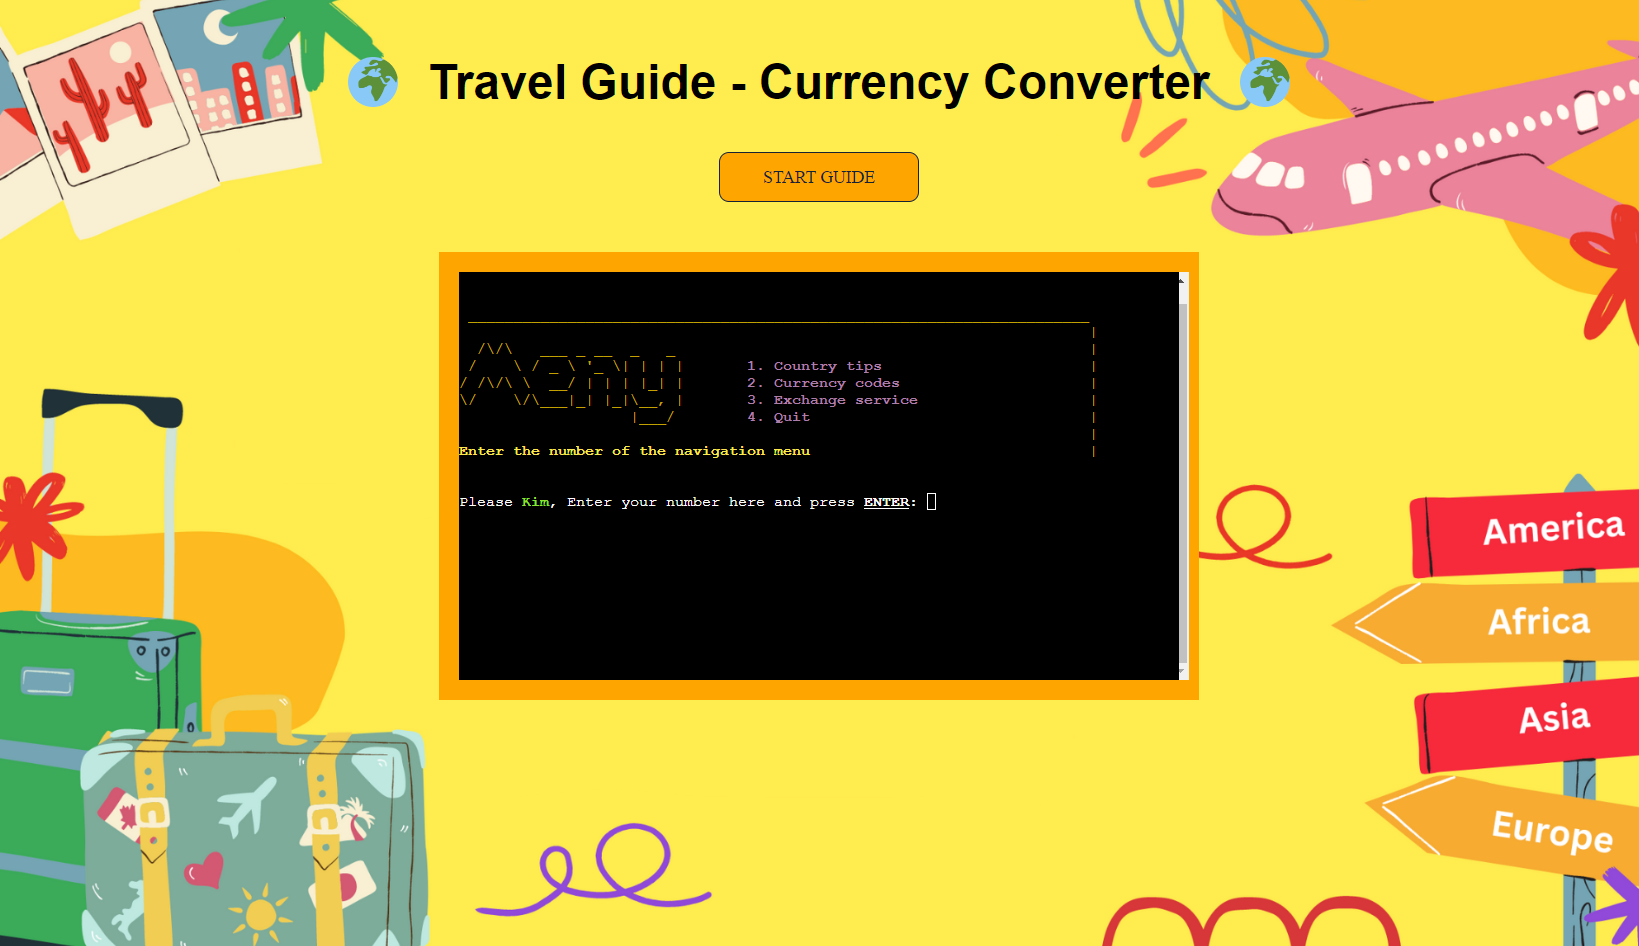 Travel Guide - Currency Converter
START GUIDE
Meny
1. Country tips
2. Currency codes
3. Exchange service
4. Quit
Enter the number of the navigation menu
Please Kim, Enter your number here and press ENTER:
America
Africa
Asia
Europe